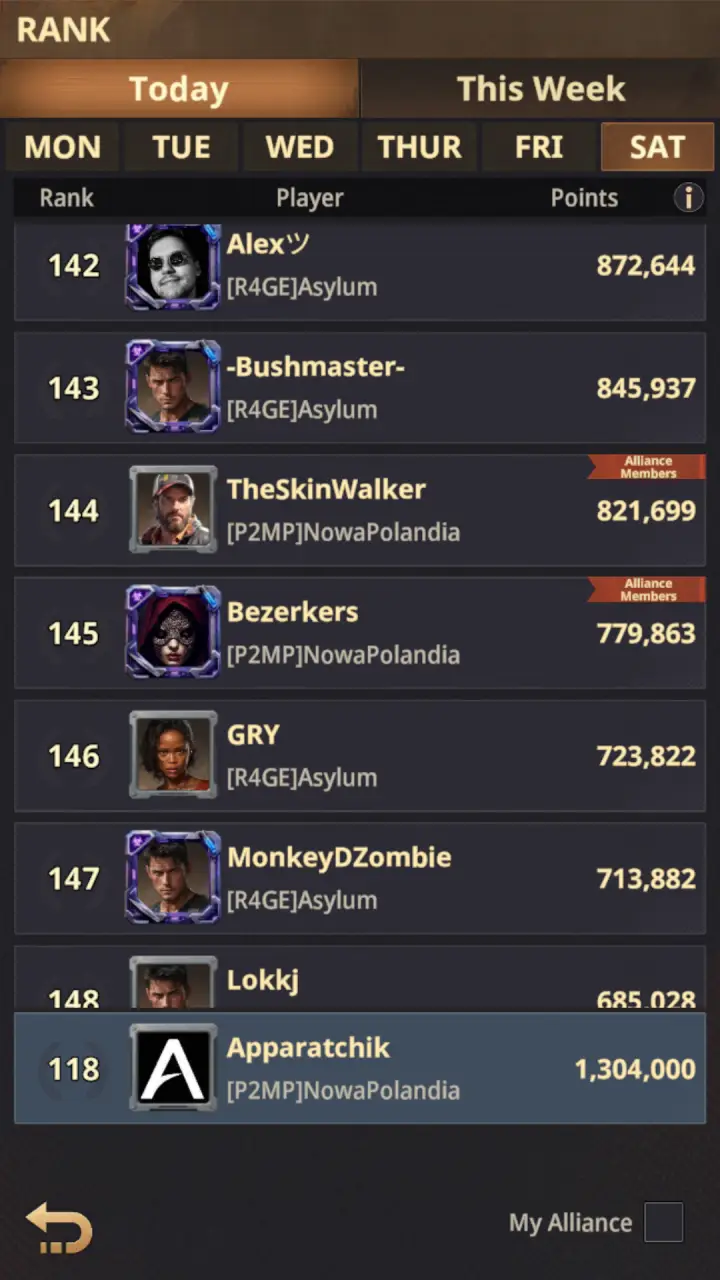 RANK
Today
This Week
MON TUE WED THUR FRI SAT
Rank Player Points i
142 Alexツ 872,644
[R4GE]Asylum
143 -Bushmaster- 845,937
[R4GE]Asylum
Alliance
Members
144 TheSkinWalker 821,699
[P2MP]NowaPolandia
Alliance
Members
145 Bezerkers 779,863
[P2MP]NowaPolandia
146 GRY 723,822
[R4GE]Asylum
147 MonkeyDZombie 713,882
[R4GE]Asylum
148 Lokkj 685,028
118 Apparatchik 1,304,000
[P2MP]NowaPolandia
My Alliance